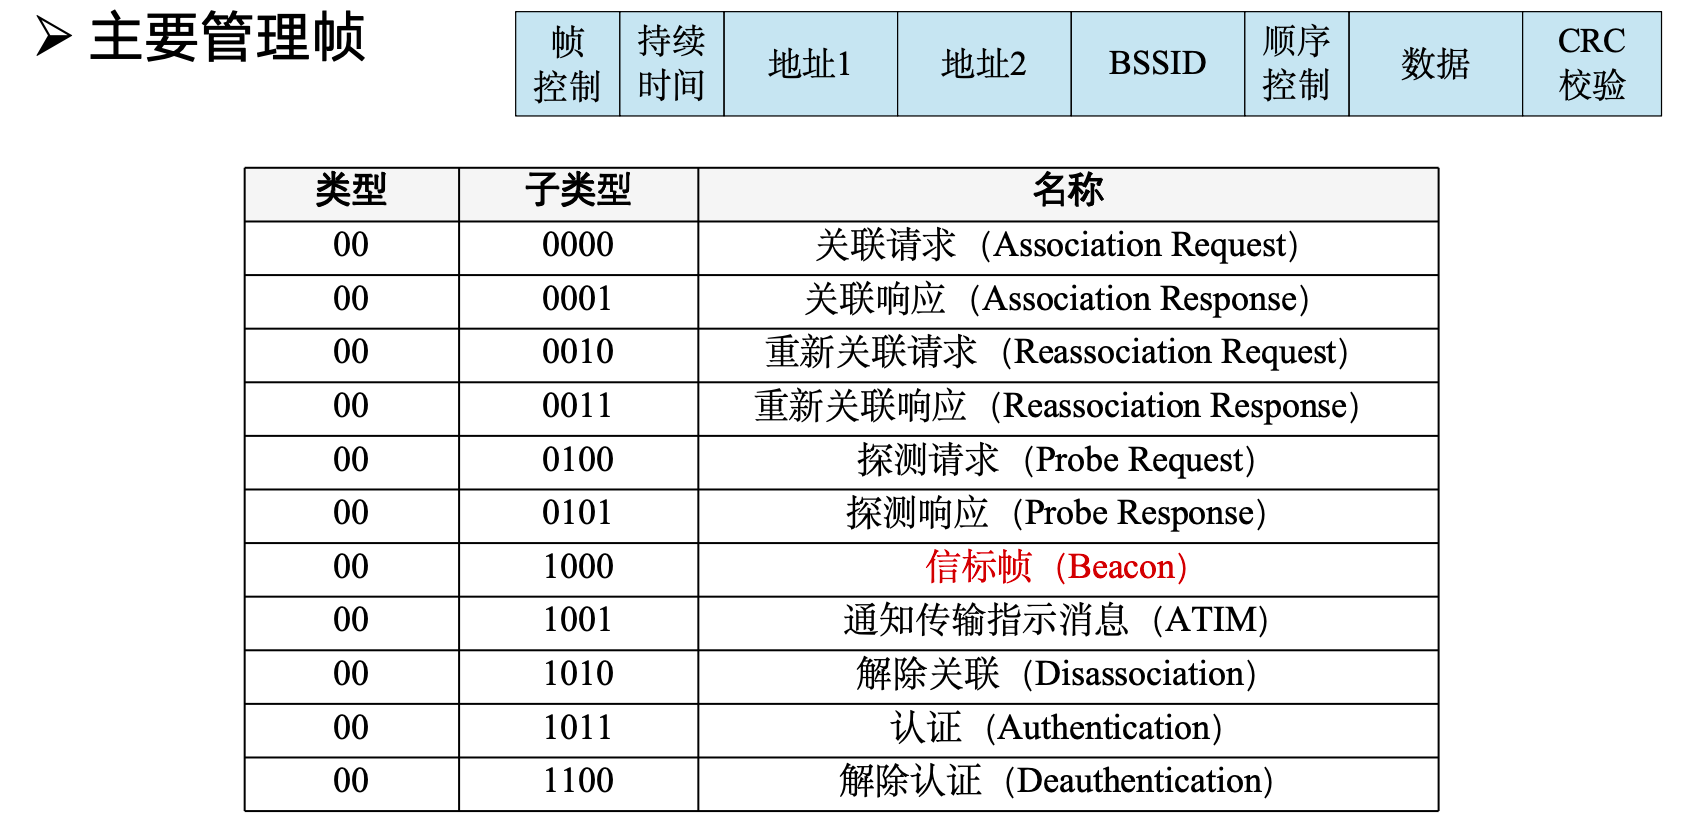 ➢ 主要管理帧
帧控制 持续时间 地址1 地址2 BSSID 顺序控制 数据 CRC校验
类型 子类型 名称
00 0000 关联请求（Association Request）
00 0001 关联响应（Association Response）
00 0010 重新关联请求（Reassociation Request）
00 0011 重新关联响应（Reassociation Response）
00 0100 探测请求（Probe Request）
00 0101 探测响应（Probe Response）
00 1000 信标帧（Beacon）
00 1001 通知传输指示消息（ATIM）
00 1010 解除关联（Disassociation）
00 1011 认证（Authentication）
00 1100 解除认证（Deauthentication）